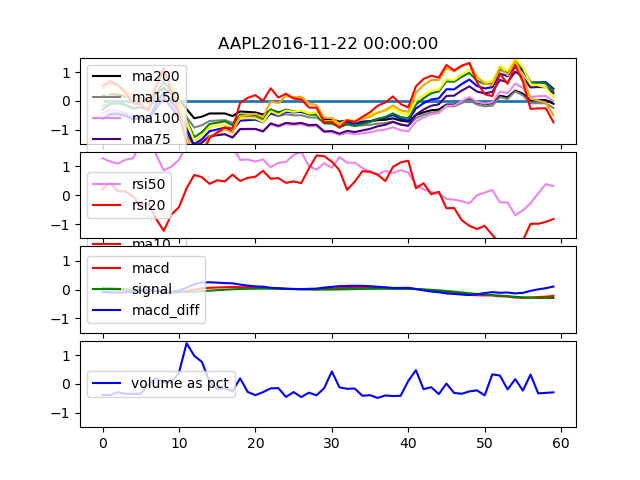 AAPL2016-11-22 00:00:00
1
0
−1
ma200
ma150
ma100
ma75
ma10
1
0
−1
rsi50
rsi20
1
0
−1
macd
signal
macd_diff
1
0
−1
volume as pct
0 10 20 30 40 50 60